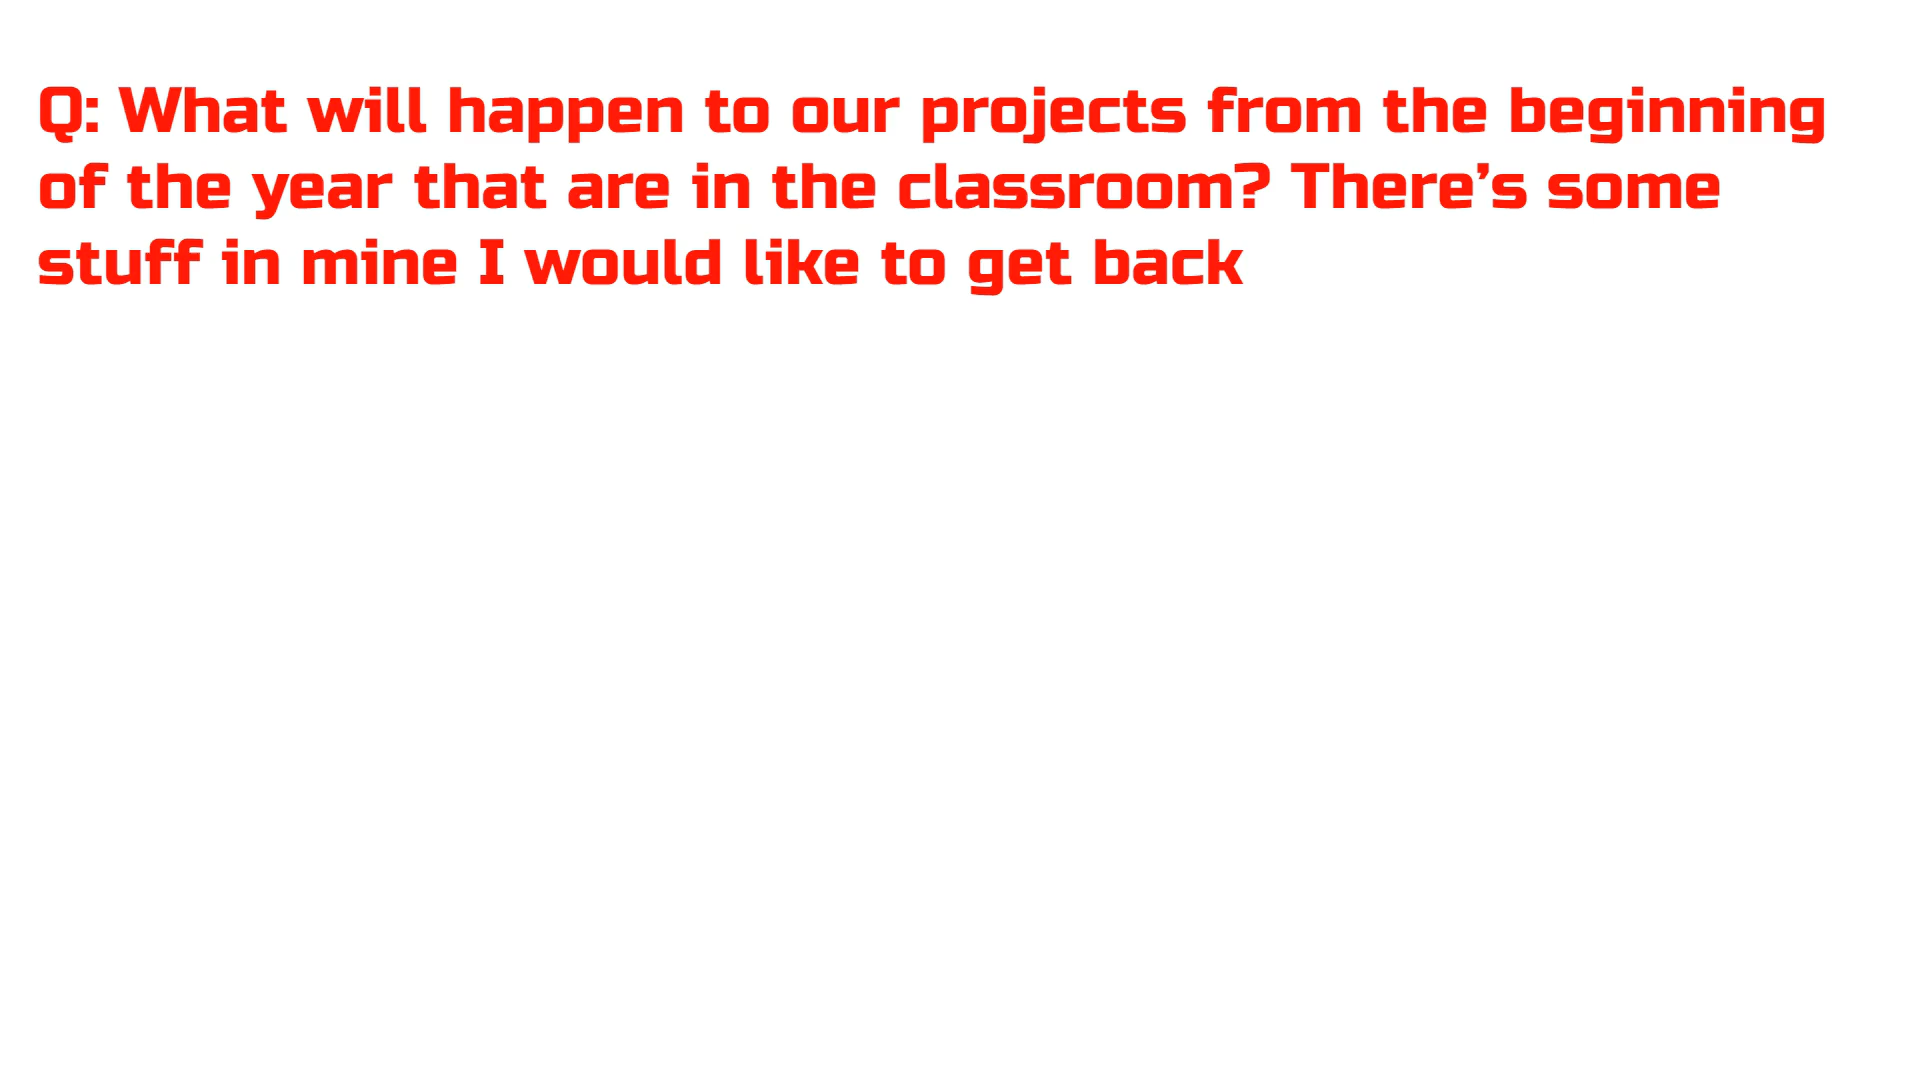 Q: What will happen to our projects from the beginning
of the year that are in the classroom? There’s some
stuff in mine I would like to get back